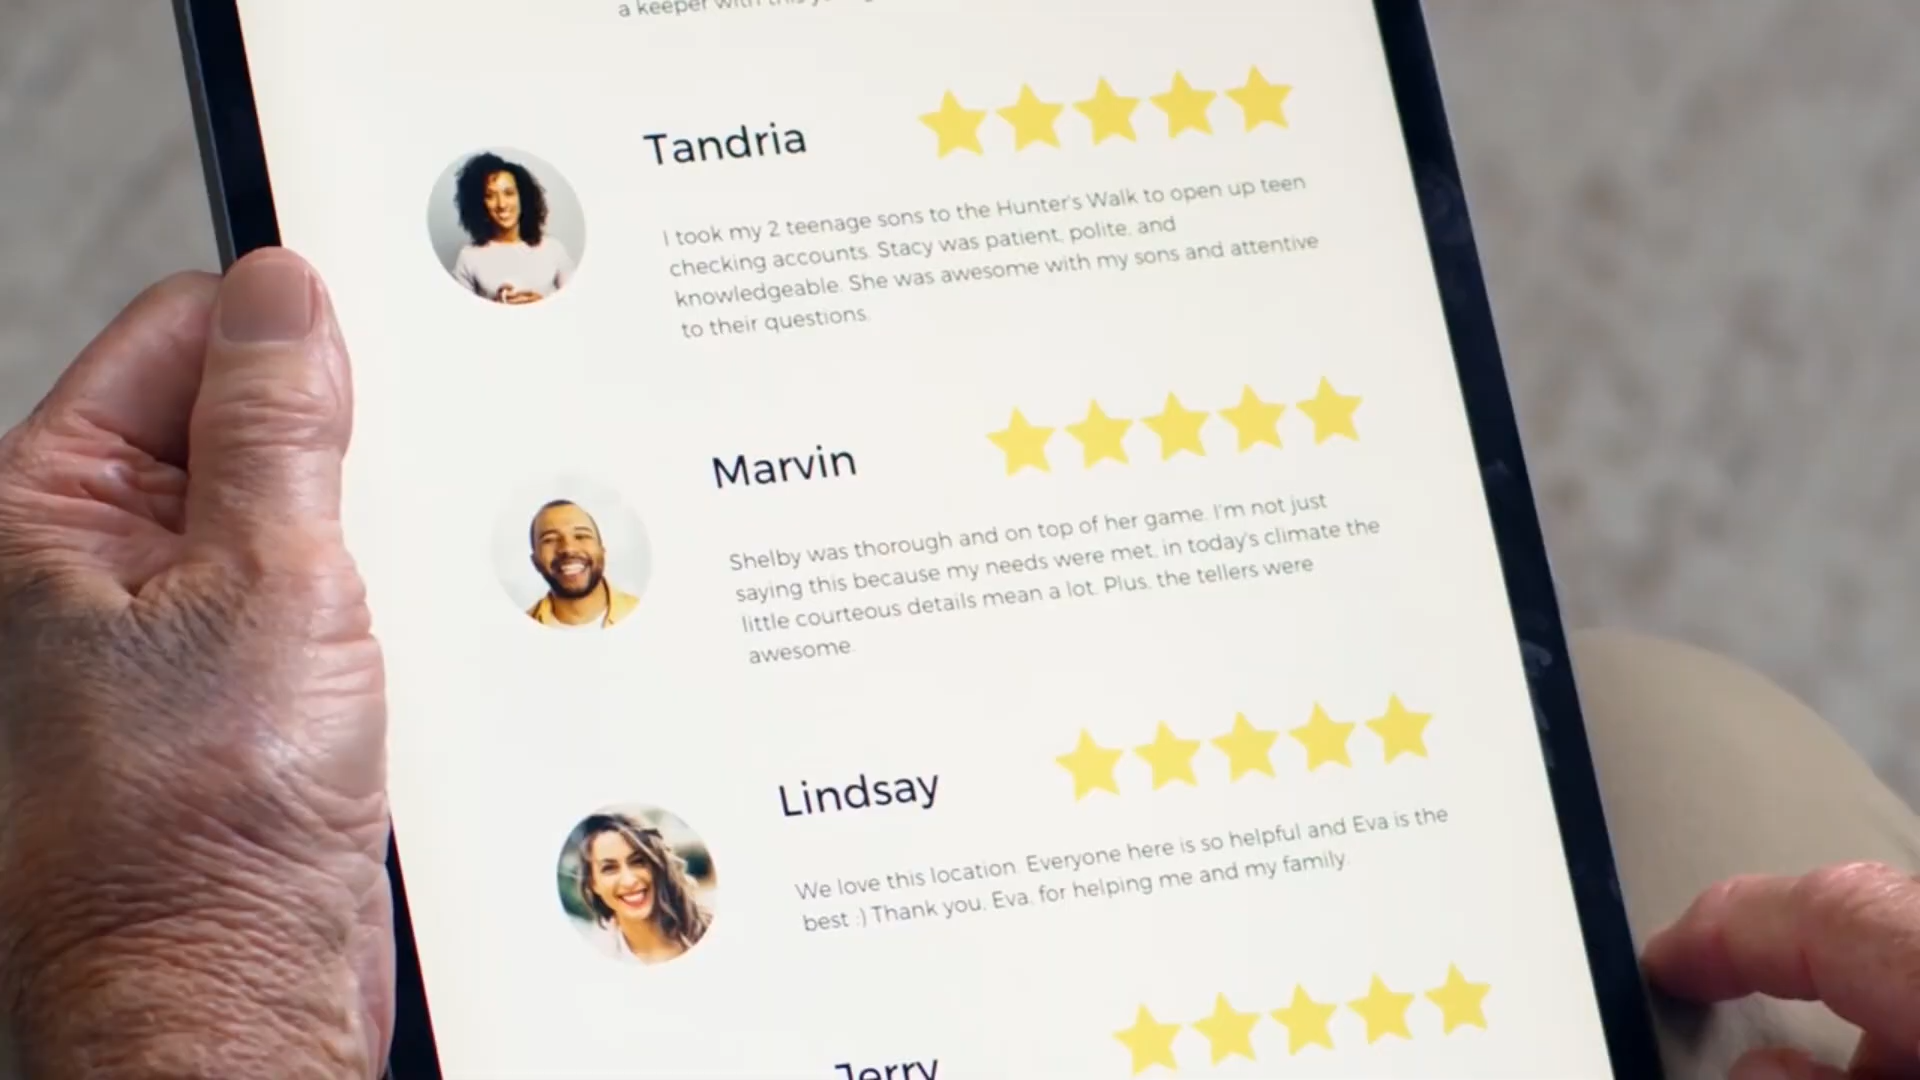 a keeper with this
Tandria
I took my 2 teenage sons to the Hunter's Walk to open up teen
checking accounts. Stacy was patient, polite, and
knowledgeable. She was awesome with my sons and attentive
to their questions.
Marvin
Shelby was thorough and on top of her game. I'm not just
saying this because my needs were met, in today's climate the
little courteous details mean a lot. Plus, the tellers were
awesome.
Lindsay
We love this location. Everyone here is so helpful and Eva is the
best :) Thank you, Eva, for helping me and my family.
Jerry